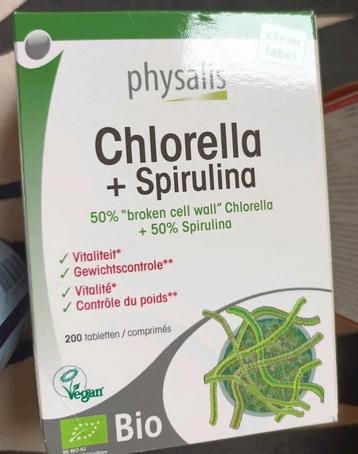 clean
label
physalis
Chlorella
+ Spirulina
50% "broken cell wall" Chlorella
+ 50% Spirulina
✓ Vitaliteit*
✓ Gewichtscontrole**
✓ Vitalité*
✓ Contrôle du poids**
200 tabletten / comprimés
Vegan
Bio